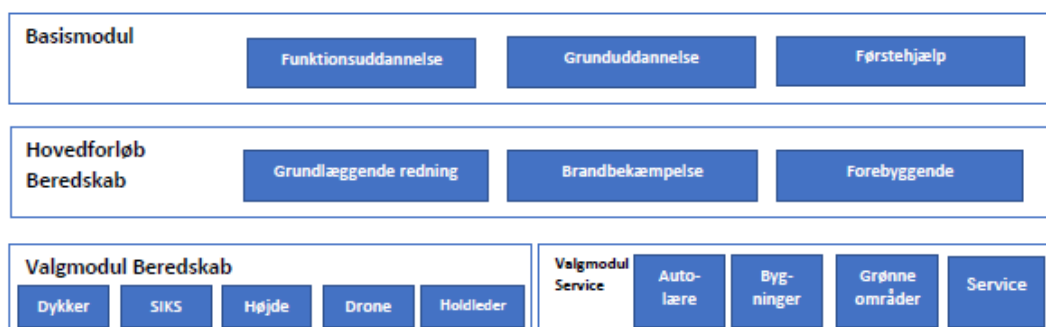 Basismodul
Funktionsuddannelse
Grunduddannelse
Førstehjælp
Hovedforløb
Beredskab
Grundlæggende redning
Brandbekæmpelse
Forebyggende
Valgmodul Beredskab
Dykker
SIKS
Højde
Drone
Holdleder
Valgmodul
Service
Auto-
lære
Byg-
ninger
Grønne
områder
Service